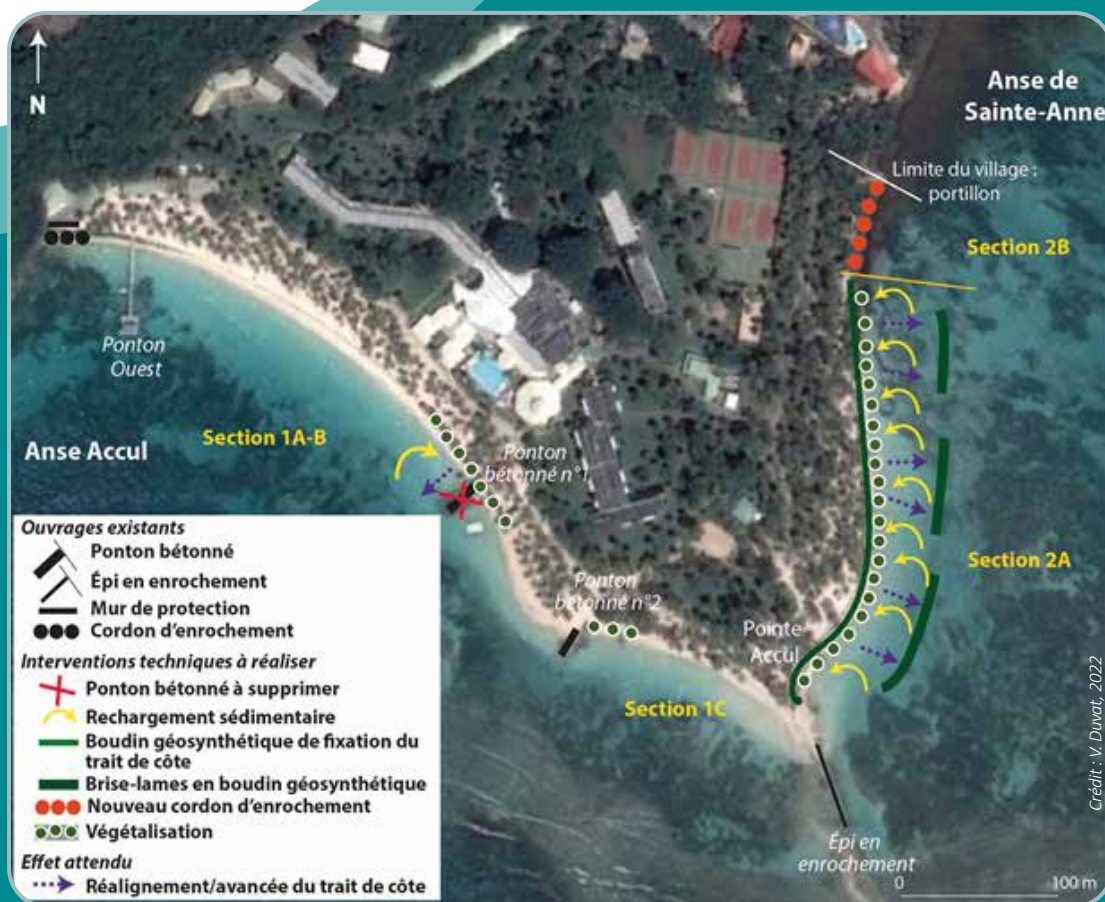 N
Anse de
Sainte-Anne
Limite du village :
portillon
Section 2B
Ponton
Ouest
Anse Accul
Section 1A-B
Ponton
bétonné n°1
Section 2A
Ponton
bétonné n°2
Pointe
Accul
Section 1C
Épi en
enrochement
0 100 m
Crédit : V. Duvat, 2022
Ouvrages existants
Ponton bétonné
Épi en enrochement
Mur de protection
Cordon d'enrochement
Interventions techniques à réaliser
Ponton bétonné à supprimer
Rechargement sédimentaire
Boudin géosynthétique de fixation du
trait de côte
Brise-lames en boudin géosynthétique
Nouveau cordon d'enrochement
Végétalisation
Effet attendu
Réalignement/avancée du trait de côte